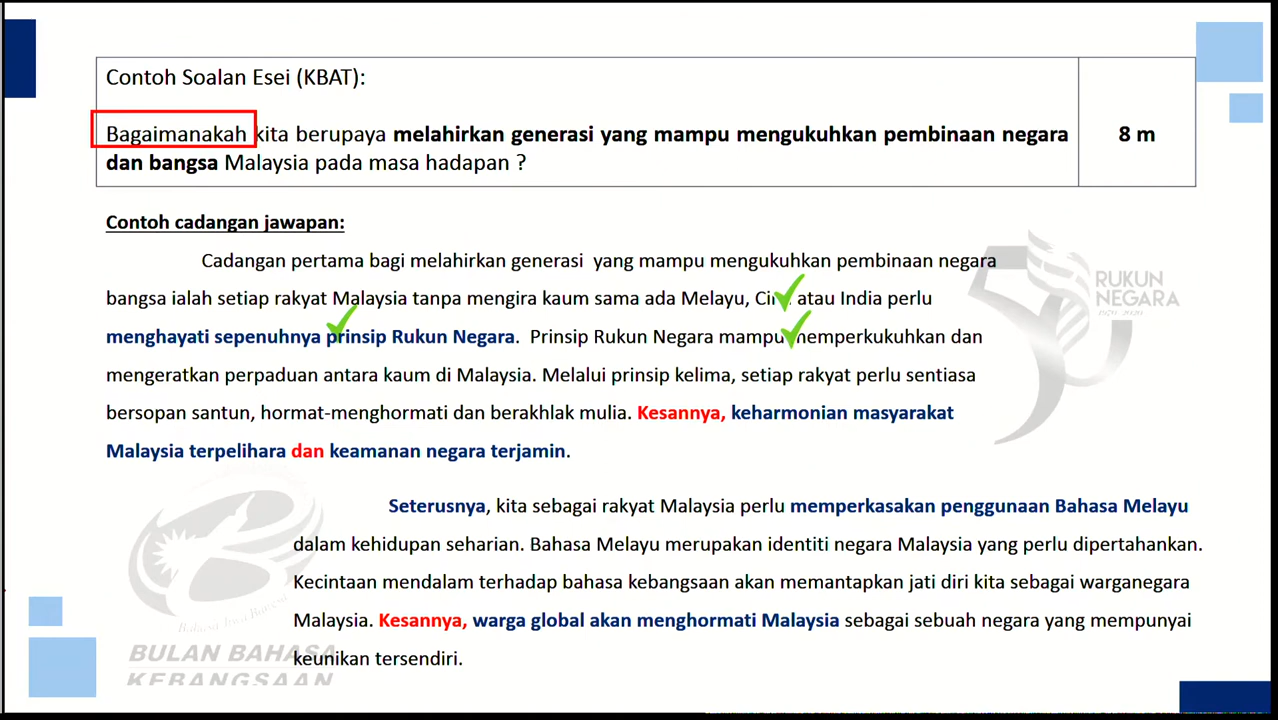 Contoh Soalan Esei (KBAT):
Bagaimanakah kita berupaya melahirkan generasi yang mampu mengukuhkan pembinaan negara
dan bangsa Malaysia pada masa hadapan ?
8 m
Contoh cadangan jawapan:
Cadangan pertama bagi melahirkan generasi yang mampu mengukuhkan pembinaan negara
bangsa ialah setiap rakyat Malaysia tanpa mengira kaum sama ada Melayu, atau India perlu
menghayati sepenuhnya prinsip Rukun Negara. Prinsip Rukun Negara mampu memperkukuhkan dan
mengeratkan perpaduan antara kaum di Malaysia. Melalui prinsip kelima, setiap rakyat perlu sentiasa
bersopan santun, hormat-menghormati dan berakhlak mulia. Kesannya, keharmonian masyarakat
Malaysia terpelihara dan keamanan negara terjamin.
RUKUN
NEGARA
1970 - 2020
Seterusnya, kita sebagai rakyat Malaysia perlu memperkasakan penggunaan Bahasa Melayu
dalam kehidupan seharian. Bahasa Melayu merupakan identiti negara Malaysia yang perlu dipertahankan.
Kecintaan mendalam terhadap bahasa kebangsaan akan memantapkan jati diri kita sebagai warganegara
Malaysia. Kesannya, warga global akan menghormati Malaysia sebagai sebuah negara yang mempunyai
keunikan tersendiri.
Bahasa Jiwa Bangsa
BULAN BAHASA
KEBANGSAAN